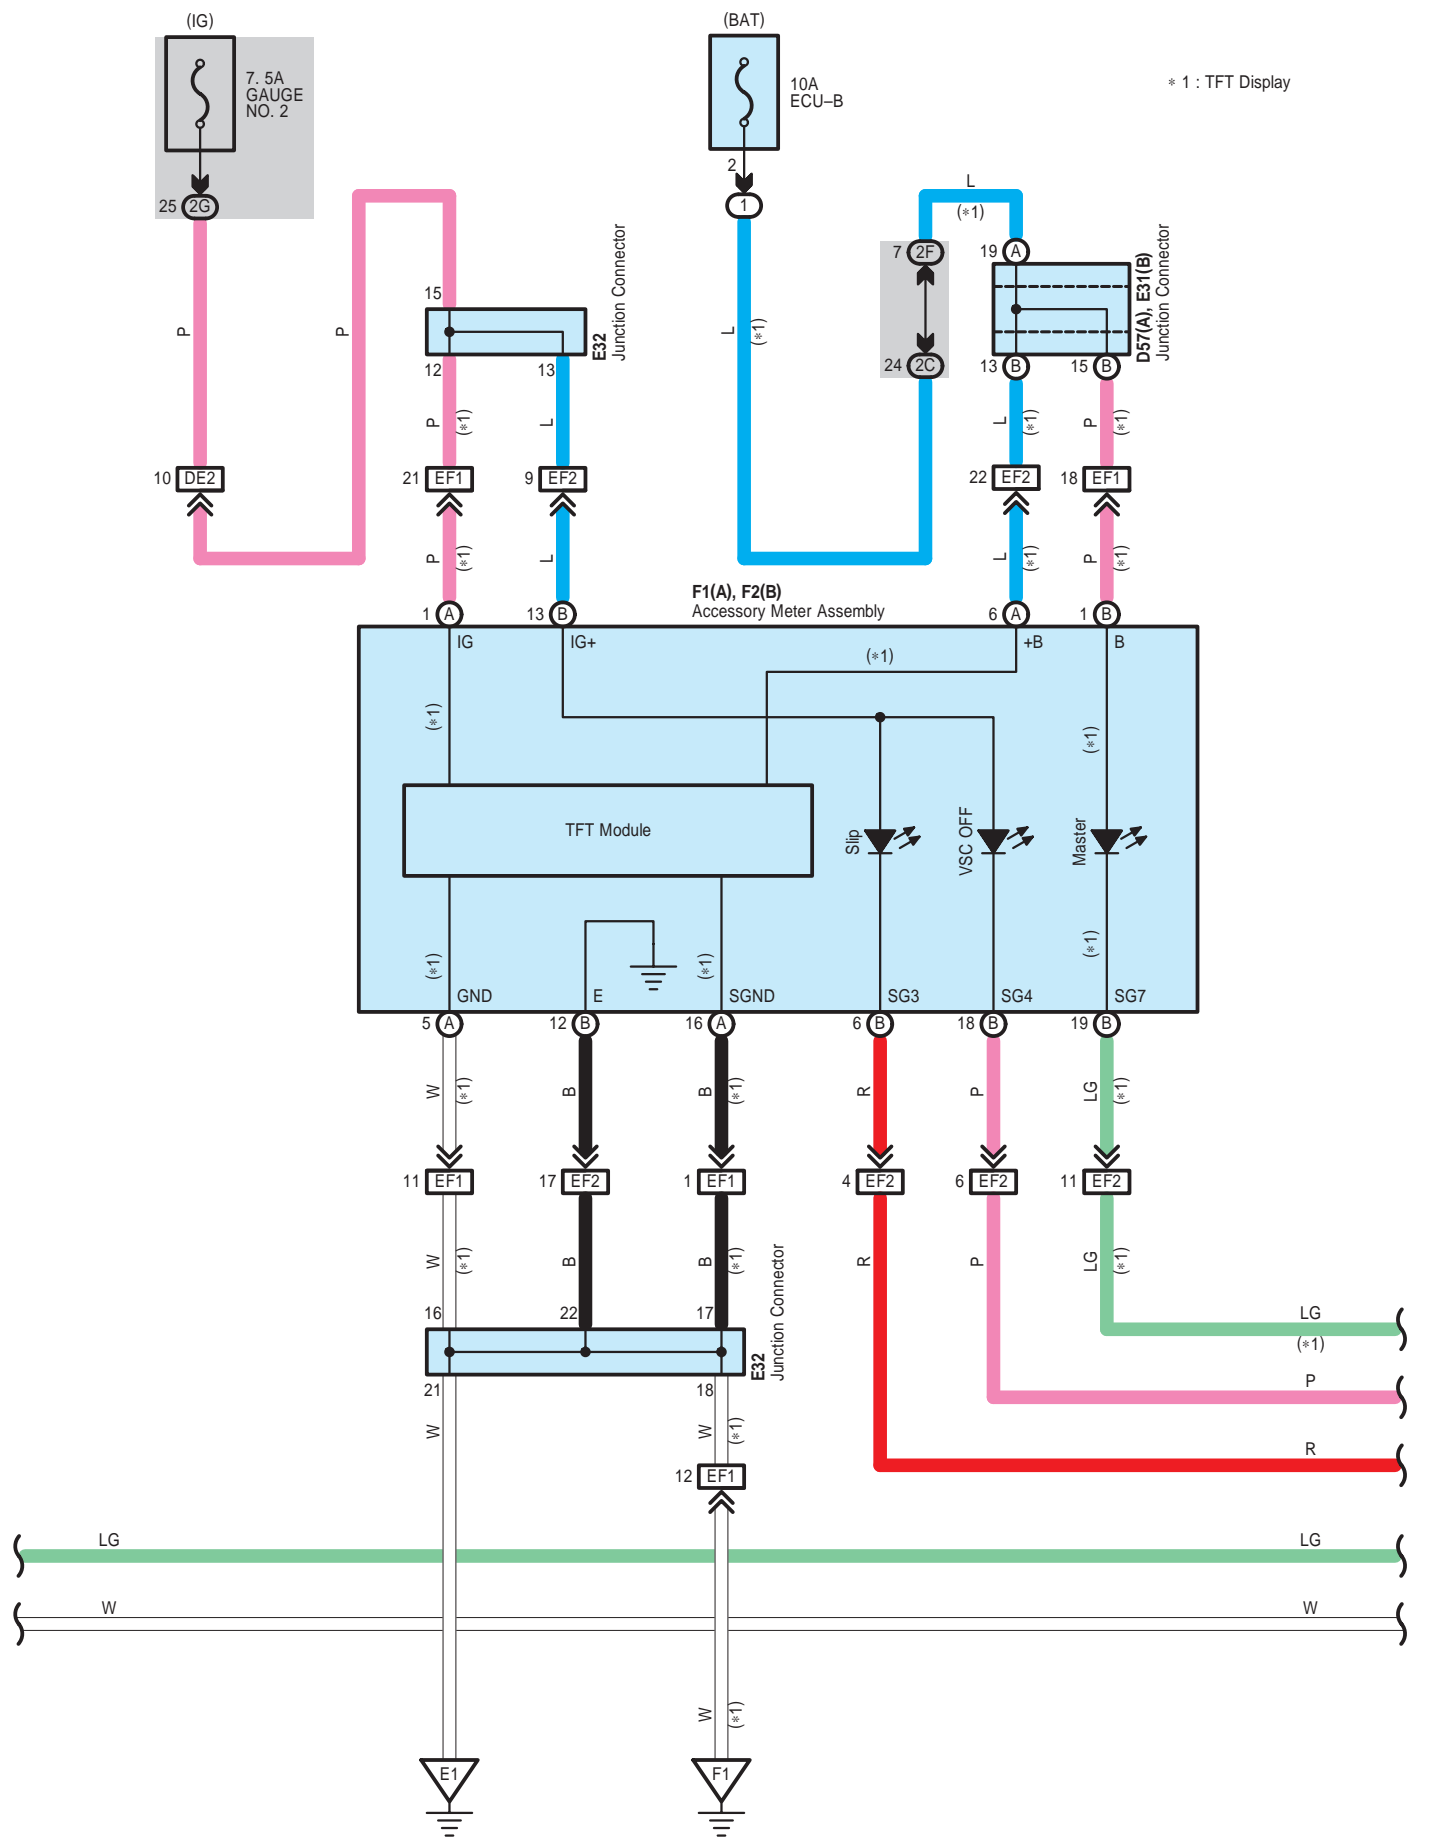 (IG)
(BAT)
7. 5A
GAUGE
NO. 2
10A
ECU–B
∗ 1 : TFT Display
2
25 2G
1
L
(∗1)
7 2F
19 A
E32
Junction Connector
D57(A), E31(B)
Junction Connector
15
P
P
L
(∗1)
12
13
24 2C
13 B
15 B
P
(∗1)
L
L
(∗1)
P
(∗1)
10 DE2
21 EF1
9 EF2
22 EF2
18 EF1
P
(∗1)
L
L
(∗1)
P
(∗1)
F1(A), F2(B)
Accessory Meter Assembly
1 A
13 B
6 A
1 B
IG
IG+
+B
B
(∗1)
(∗1)
(∗1)
TFT Module
Slip
VSC OFF
Master
(∗1)
(∗1)
(∗1)
GND
E
SGND
SG3
SG4
SG7
5 A
12 B
16 A
6 B
18 B
19 B
W
(∗1)
B
B
(∗1)
R
P
LG
(∗1)
11 EF1
17 EF2
1 EF1
4 EF2
6 EF2
11 EF2
W
(∗1)
B
B
(∗1)
R
P
LG
(∗1)
16
22
17
E32
Junction Connector
LG
(∗1)
21
18
P
W
W
(∗1)
R
12 EF1
LG
LG
W
W
W
(∗1)
E1
F1